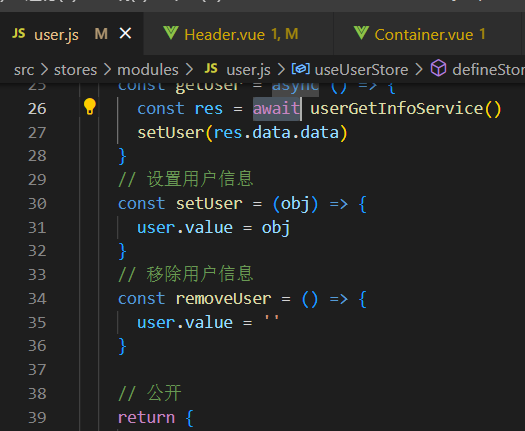 user.js M
Header.vue 1, M
Container.vue 1
src > stores > modules > user.js > useUserStore > defineStor
25 const getUser = async () => {
26 const res = await userGetInfoService()
27 setUser(res.data.data)
28 }
29 // 设置用户信息
30 const setUser = (obj) => {
31 user.value = obj
32 }
33 // 移除用户信息
34 const removeUser = () => {
35 user.value = ''
36 }
37
38 // 公开
39 return {